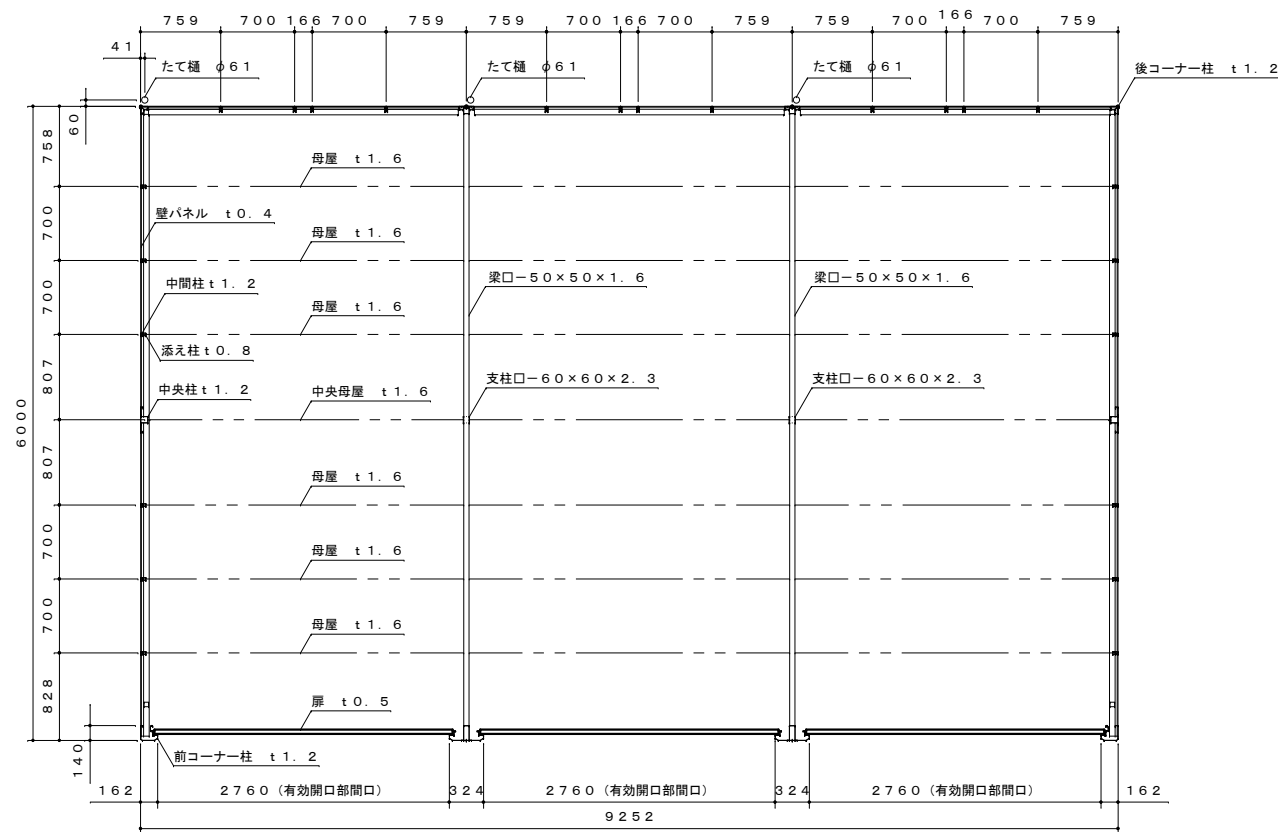 759 700 166 700 759 759 700 166 700 759 759 700 166 700 759
41
たて樋 φ61
たて樋 φ61
たて樋 φ61
後コーナー柱 t1.2
60
758
母屋 t1.6
壁パネル t0.4
700
母屋 t1.6
中間柱t1.2
梁口-50×50×1.6
梁口-50×50×1.6
700
母屋 t1.6
添え柱t0.8
807
中央柱t1.2
中央母屋 t1.6
支柱口-60×60×2.3
支柱口-60×60×2.3
6000
807
母屋 t1.6
700
母屋 t1.6
700
母屋 t1.6
828
扉 t0.5
140
前コーナー柱 t1.2
162 2760(有効開口部間口) 324 2760(有効開口部間口) 324 2760(有効開口部間口) 162
9252